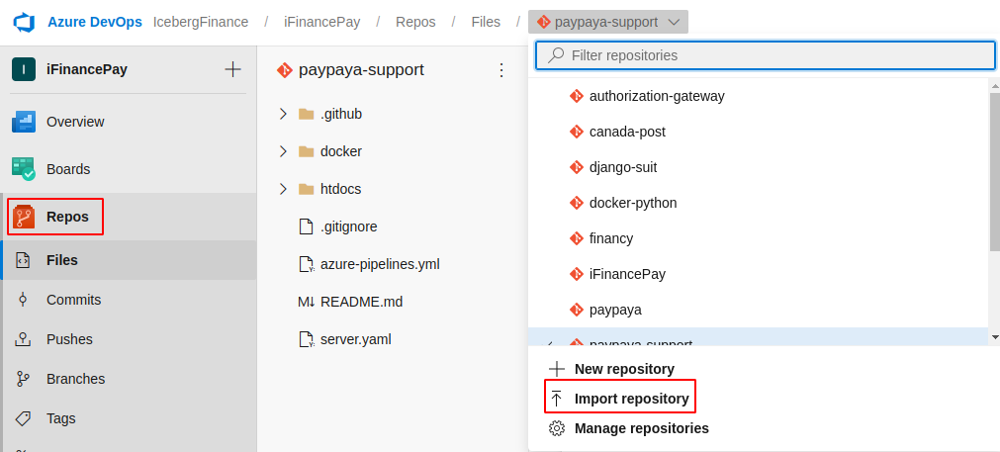 Azure DevOps IcebergFinance / iFinancePay / Repos / Files / paypaya-support
Filter repositories
I iFinancePay
Overview
Boards
Repos
Files
Commits
Pushes
Branches
Tags
paypaya-support
.github
docker
htdocs
.gitignore
Y: azure-pipelines.yml
M↓ README.md
Y: server.yaml
authorization-gateway
canada-post
django-suit
docker-python
financy
iFinancePay
paypaya
paypaya-support
New repository
Import repository
Manage repositories